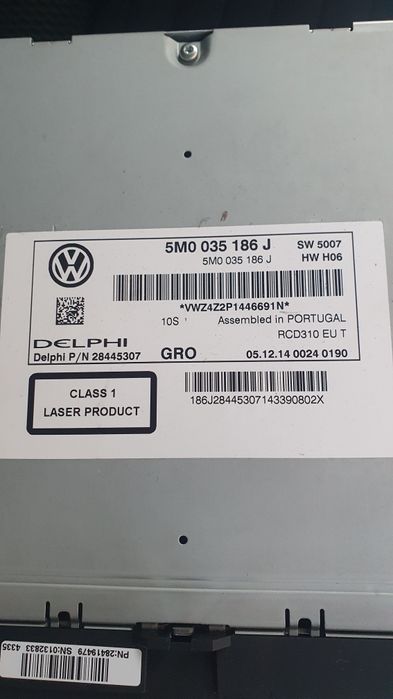 5M0 035 186 J SW 5007
5M0 035 186 J HW H06
*VWZ4Z2P1446691N*
10S ' Assembled in PORTUGAL
RCD310 EU T
DELPHI
Delphi P/N 28445307 GRO 05.12.14 0024 0190
CLASS 1
LASER PRODUCT
186J28445307143390802X
PN:28419479 SN:0132833 4335